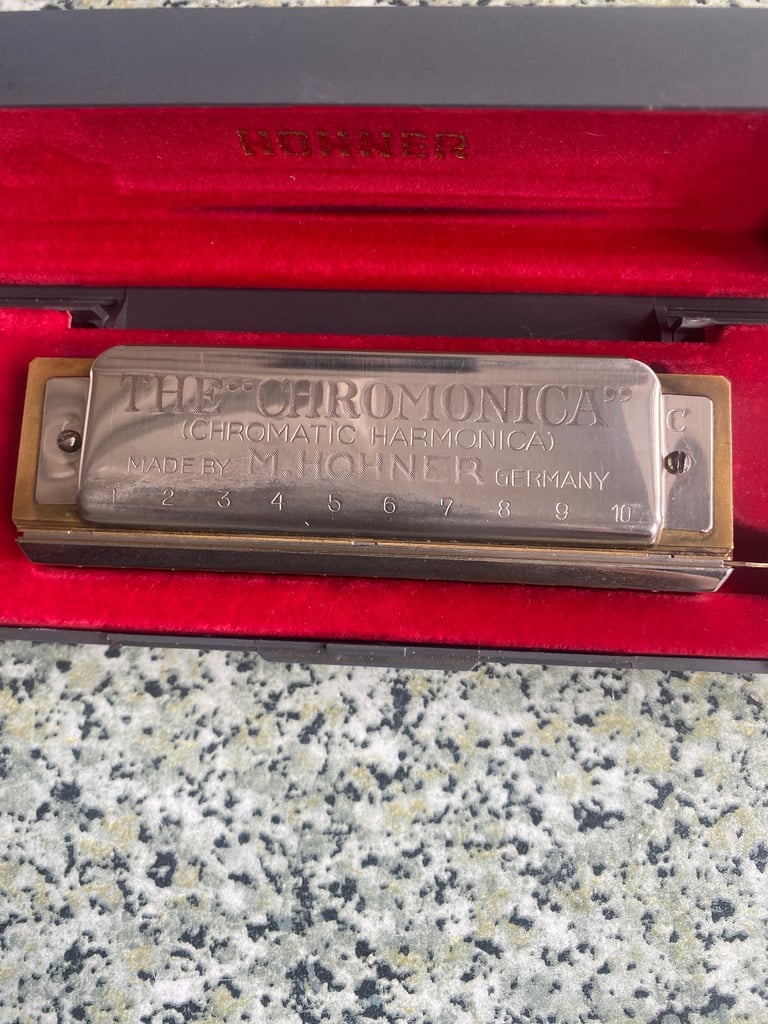 HOHNER
THE "CHROMONICA"
(CHROMATIC HARMONICA)
MADE BY M. HOHNER GERMANY
1 2 3 4 5 6 7 8 9 10
C